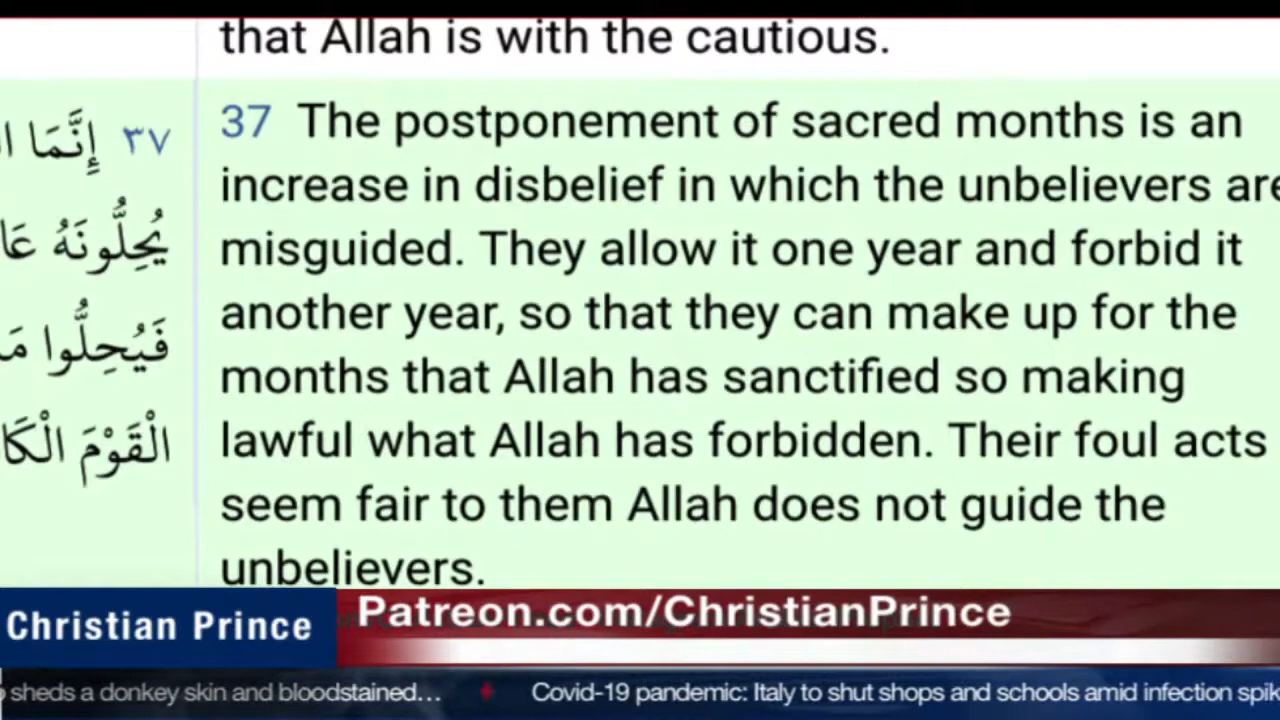 that Allah is with the cautious.
37 The postponement of sacred months is an
increase in disbelief in which the unbelievers are
misguided. They allow it one year and forbid it
another year, so that they can make up for the
months that Allah has sanctified so making
lawful what Allah has forbidden. Their foul acts
seem fair to them Allah does not guide the
unbelievers.
٣٧ إِنَّمَا
يُحِلُّونَهُ
فَيُحِلُّوا
الْقَوْمَ
Christian Prince
Patreon.com/ChristianPrince
sheds a donkey skin and bloodstained... Covid-19 pandemic: Italy to shut shops and schools amid infection